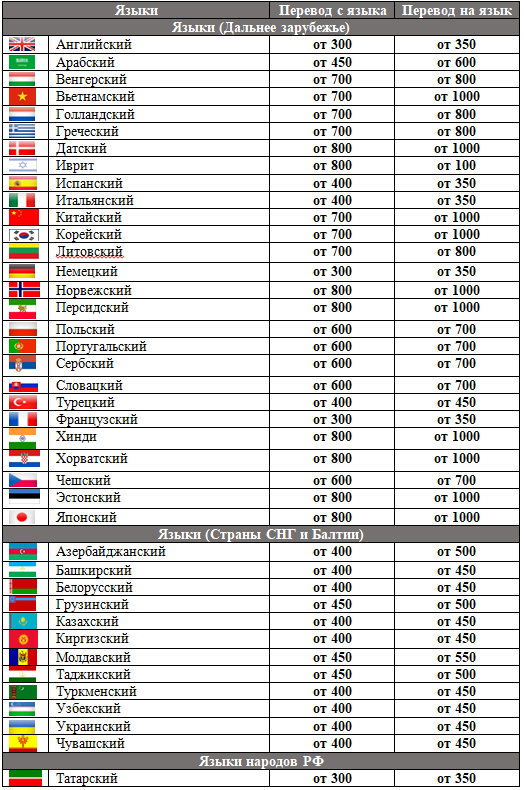 Языки Перевод с языка Перевод на язык
Языки (Дальнее зарубежье)
Английский от 300 от 350
Арабский от 450 от 600
Венгерский от 700 от 800
Вьетнамский от 700 от 1000
Голландский от 700 от 800
Греческий от 700 от 800
Датский от 800 от 1000
Иврит от 800 от 100
Испанский от 400 от 350
Итальянский от 400 от 350
Китайский от 700 от 1000
Корейский от 700 от 1000
Литовский от 700 от 800
Немецкий от 300 от 350
Норвежский от 800 от 1000
Персидский от 800 от 1000
Польский от 600 от 700
Португальский от 600 от 700
Сербский от 600 от 700
Словацкий от 600 от 700
Турецкий от 400 от 450
Французский от 300 от 350
Хинди от 800 от 1000
Хорватский от 800 от 1000
Чешский от 600 от 700
Эстонский от 800 от 1000
Японский от 800 от 1000
Языки (Страны СНГ и Балтии)
Азербайджанский от 400 от 500
Башкирский от 400 от 450
Белорусский от 400 от 450
Грузинский от 450 от 500
Казахский от 400 от 450
Киргизский от 400 от 450
Молдавский от 450 от 550
Таджикский от 450 от 500
Туркменский от 400 от 450
Узбекский от 400 от 450
Украинский от 400 от 450
Чувашский от 400 от 450
Языки народов РФ
Татарский от 300 от 350